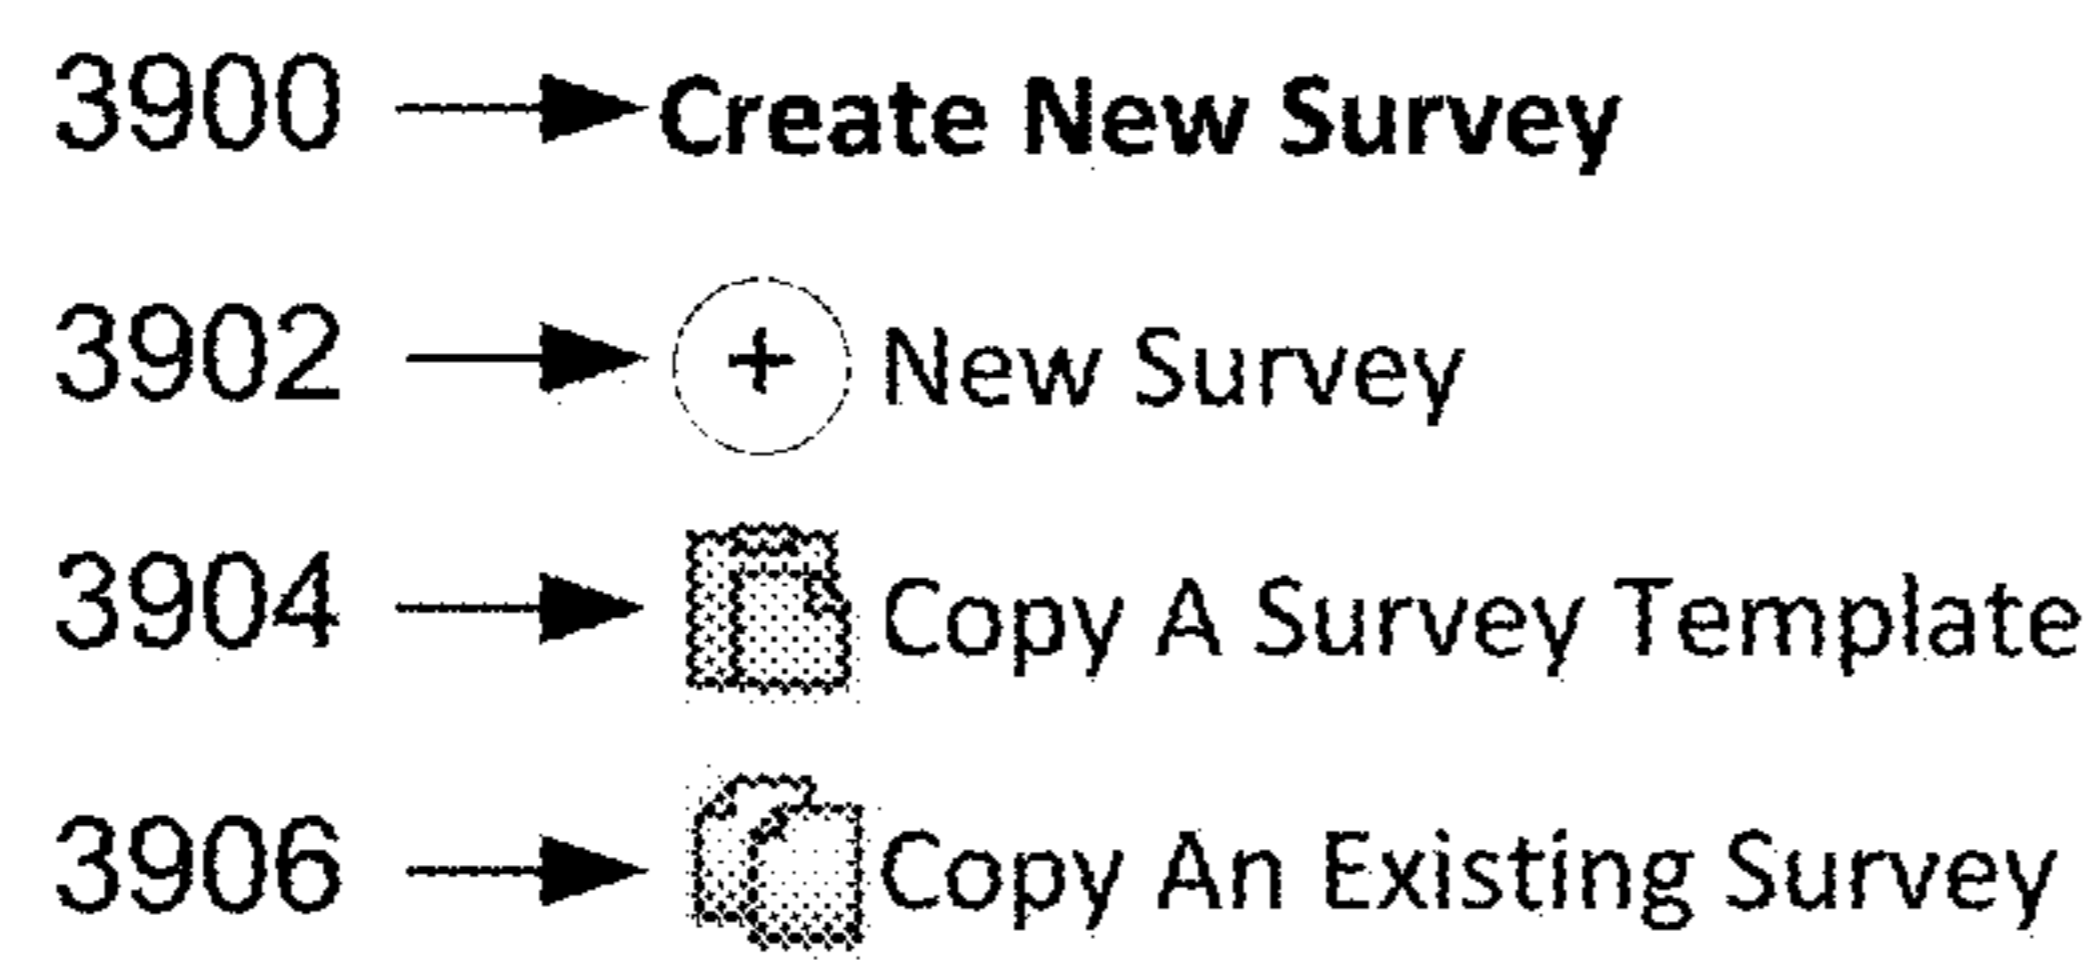 3900 Create New Survey
3902 + New Survey
3904 Copy A Survey Template
3906 Copy An Existing Survey